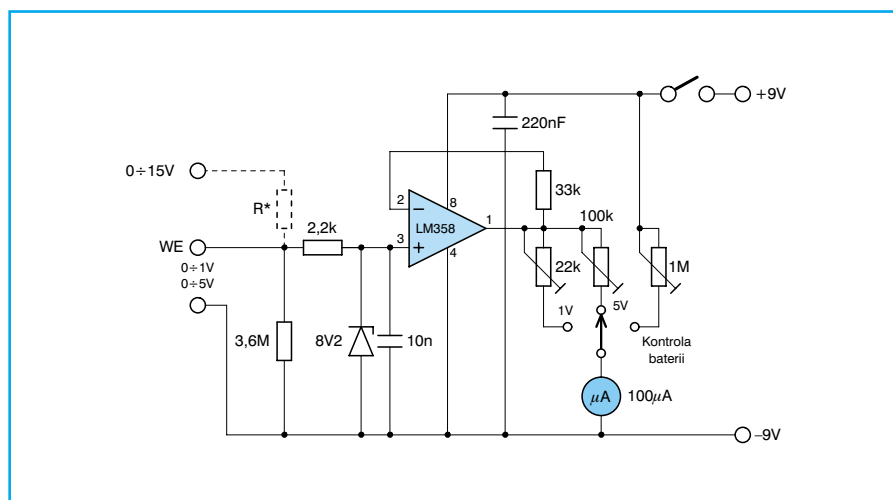 +9V
220nF
0÷15V
33k
R*
2
8
2,2k
LM358
1
100k
WE
3
4
0÷1V
0÷5V
22k
1M
1V
5V
3,6M
8V2
10n
Kontrola
baterii
μA
100μA
–9V